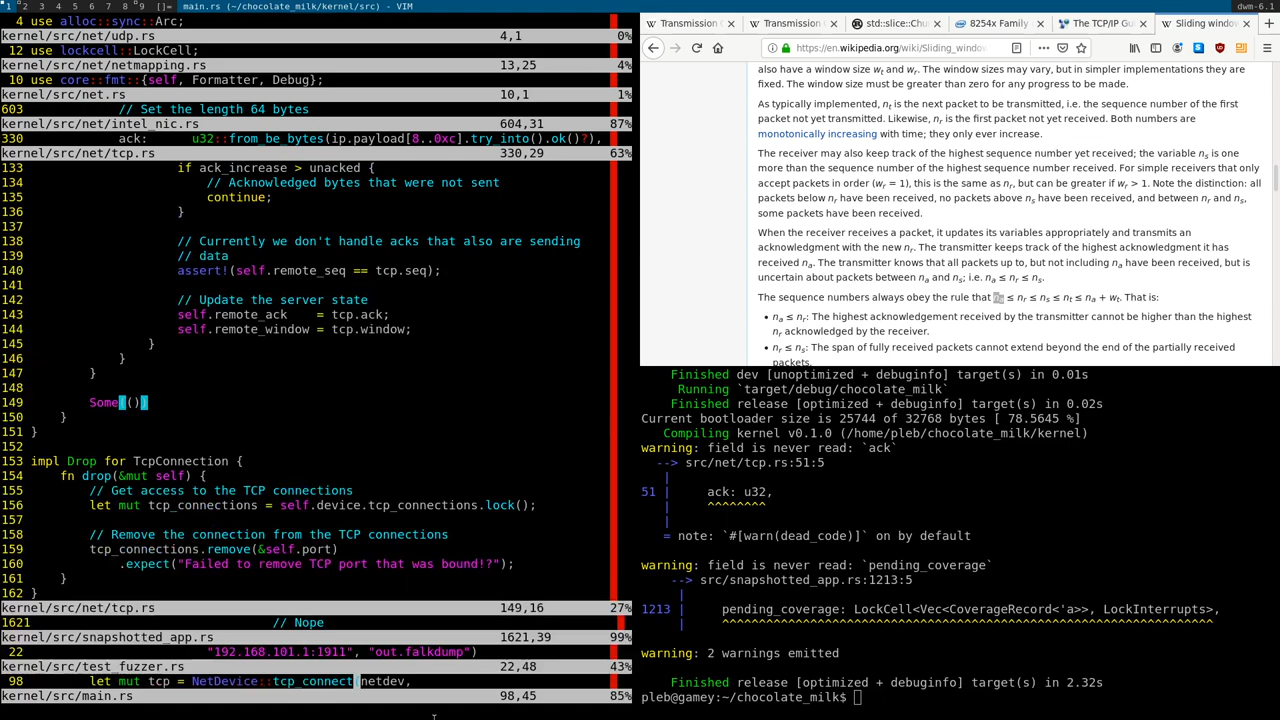 1 2 3 4 5 6 7 8 9 []= main.rs (~/chocolate_milk/kernel/src) - VIM
dwm-6.1
4 use alloc::sync::Arc;
kernel/src/net/udp.rs 4,1 0%
12 use lockcell::LockCell;
kernel/src/net/netmapping.rs 13,25 4%
10 use core::fmt::{self, Formatter, Debug};
kernel/src/net.rs 10,1 1%
603 // Set the length 64 bytes
kernel/src/net/intel_nic.rs 604,31 87%
330 ack: u32::from_be_bytes(ip.payload[8..0xc].try_into().ok()?),
kernel/src/net/tcp.rs 330,29 63%
133 if ack_increase > unacked {
134 // Acknowledged bytes that were not sent
135 continue;
136 }
137
138 // Currently we don't handle acks that also are sending
139 // data
140 assert!(self.remote_seq == tcp.seq);
141
142 // Update the server state
143 self.remote_ack = tcp.ack;
144 self.remote_window = tcp.window;
145 }
146 }
147 }
148
149 Some(())
150 }
151 }
152
153 impl Drop for TcpConnection {
154 fn drop(&mut self) {
155 // Get access to the TCP connections
156 let mut tcp_connections = self.device.tcp_connections.lock();
157
158 // Remove the connection from the TCP connections
159 tcp_connections.remove(&self.port)
160 .expect("Failed to remove TCP port that was bound!?");
161 }
162 }
kernel/src/net/tcp.rs 149,16 27%
1621 // Nope
kernel/src/snapshotted_app.rs 1621,39 99%
22 "192.168.101.1:1911", "out.falkdump")
kernel/src/test_fuzzer.rs 22,48 43%
98 let mut tcp = NetDevice::tcp_connect(netdev,
kernel/src/main.rs 98,45 85%
Transmission C
Transmission C
std::slice::Chu
8254x Family
The TCP/IP Gu
Sliding window
https://en.wikipedia.org/wiki/Sliding_window
also have a window size wt and wr. The window sizes may vary, but in simpler implementations they are
fixed. The window size must be greater than zero for any progress to be made.
As typically implemented, nt is the next packet to be transmitted, i.e. the sequence number of the first
packet not yet transmitted. Likewise, nr is the first packet not yet received. Both numbers are
monotonically increasing with time; they only ever increase.
The receiver may also keep track of the highest sequence number yet received; the variable ns is one
more than the sequence number of the highest sequence number received. For simple receivers that only
accept packets in order (wr = 1), this is the same as nr, but can be greater if wr > 1. Note the distinction: all
packets below nr have been received, no packets above ns have been received, and between nr and ns,
some packets have been received.
When the receiver receives a packet, it updates its variables appropriately and transmits an
acknowledgment with the new nr. The transmitter keeps track of the highest acknowledgment it has
received na. The transmitter knows that all packets up to, but not including na have been received, but is
uncertain about packets between na and ns; i.e. na ≤ nr ≤ ns.
The sequence numbers always obey the rule that na ≤ nr ≤ ns ≤ nt ≤ na + wt. That is:
• na ≤ nr: The highest acknowledgement received by the transmitter cannot be higher than the highest
nr acknowledged by the receiver.
• nr ≤ ns: The span of fully received packets cannot extend beyond the end of the partially received
packets.
Finished dev [unoptimized + debuginfo] target(s) in 0.01s
Running `target/debug/chocolate_milk`
Finished release [optimized + debuginfo] target(s) in 0.02s
Current bootloader size is 25744 of 32768 bytes [ 78.5645 %]
Compiling kernel v0.1.0 (/home/pleb/chocolate_milk/kernel)
warning: field is never read: `ack`
--> src/net/tcp.rs:51:5
|
51 | ack: u32,
| ^^^^^^^^
|
= note: `#[warn(dead_code)]` on by default
warning: field is never read: `pending_coverage`
--> src/snapshotted_app.rs:1213:5
|
1213 | pending_coverage: LockCell<Vec<CoverageRecord<'a>>, LockInterrupts>,
| ^^^^^^^^^^^^^^^^^^^^^^^^^^^^^^^^^^^^^^^^^^^^^^^^^^^^^^^^^^^^^^^^^^^
warning: 2 warnings emitted
Finished release [optimized + debuginfo] target(s) in 2.32s
pleb@gamey:~/chocolate_milk$